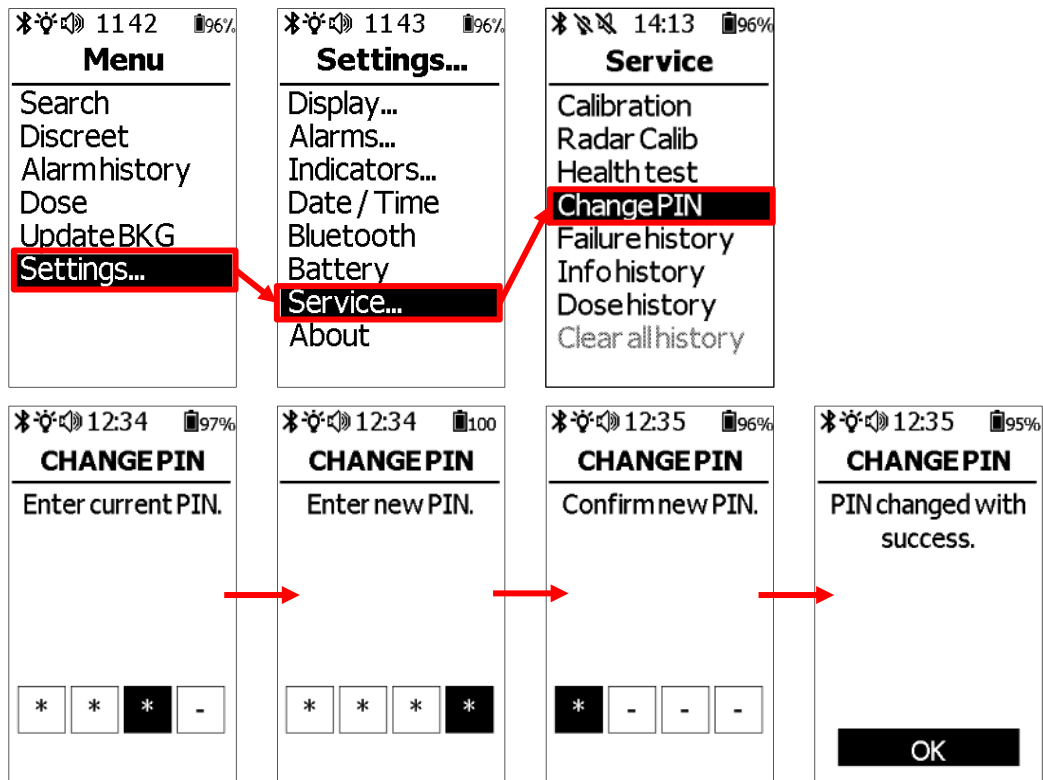 1142 96%
Menu
Search
Discreet
Alarm history
Dose
Update BKG
Settings...
1143 96%
Settings...
Display...
Alarms...
Indicators...
Date / Time
Bluetooth
Battery
Service...
About
14:13 96%
Service
Calibration
Radar Calib
Health test
Change PIN
Failure history
Info history
Dose history
Clear all history
12:34 97%
CHANGE PIN
Enter current PIN.
* * * -
12:34 100
CHANGE PIN
Enter new PIN.
* * * *
12:35 96%
CHANGE PIN
Confirm new PIN.
* - - -
12:35 95%
CHANGE PIN
PIN changed with
success.
OK